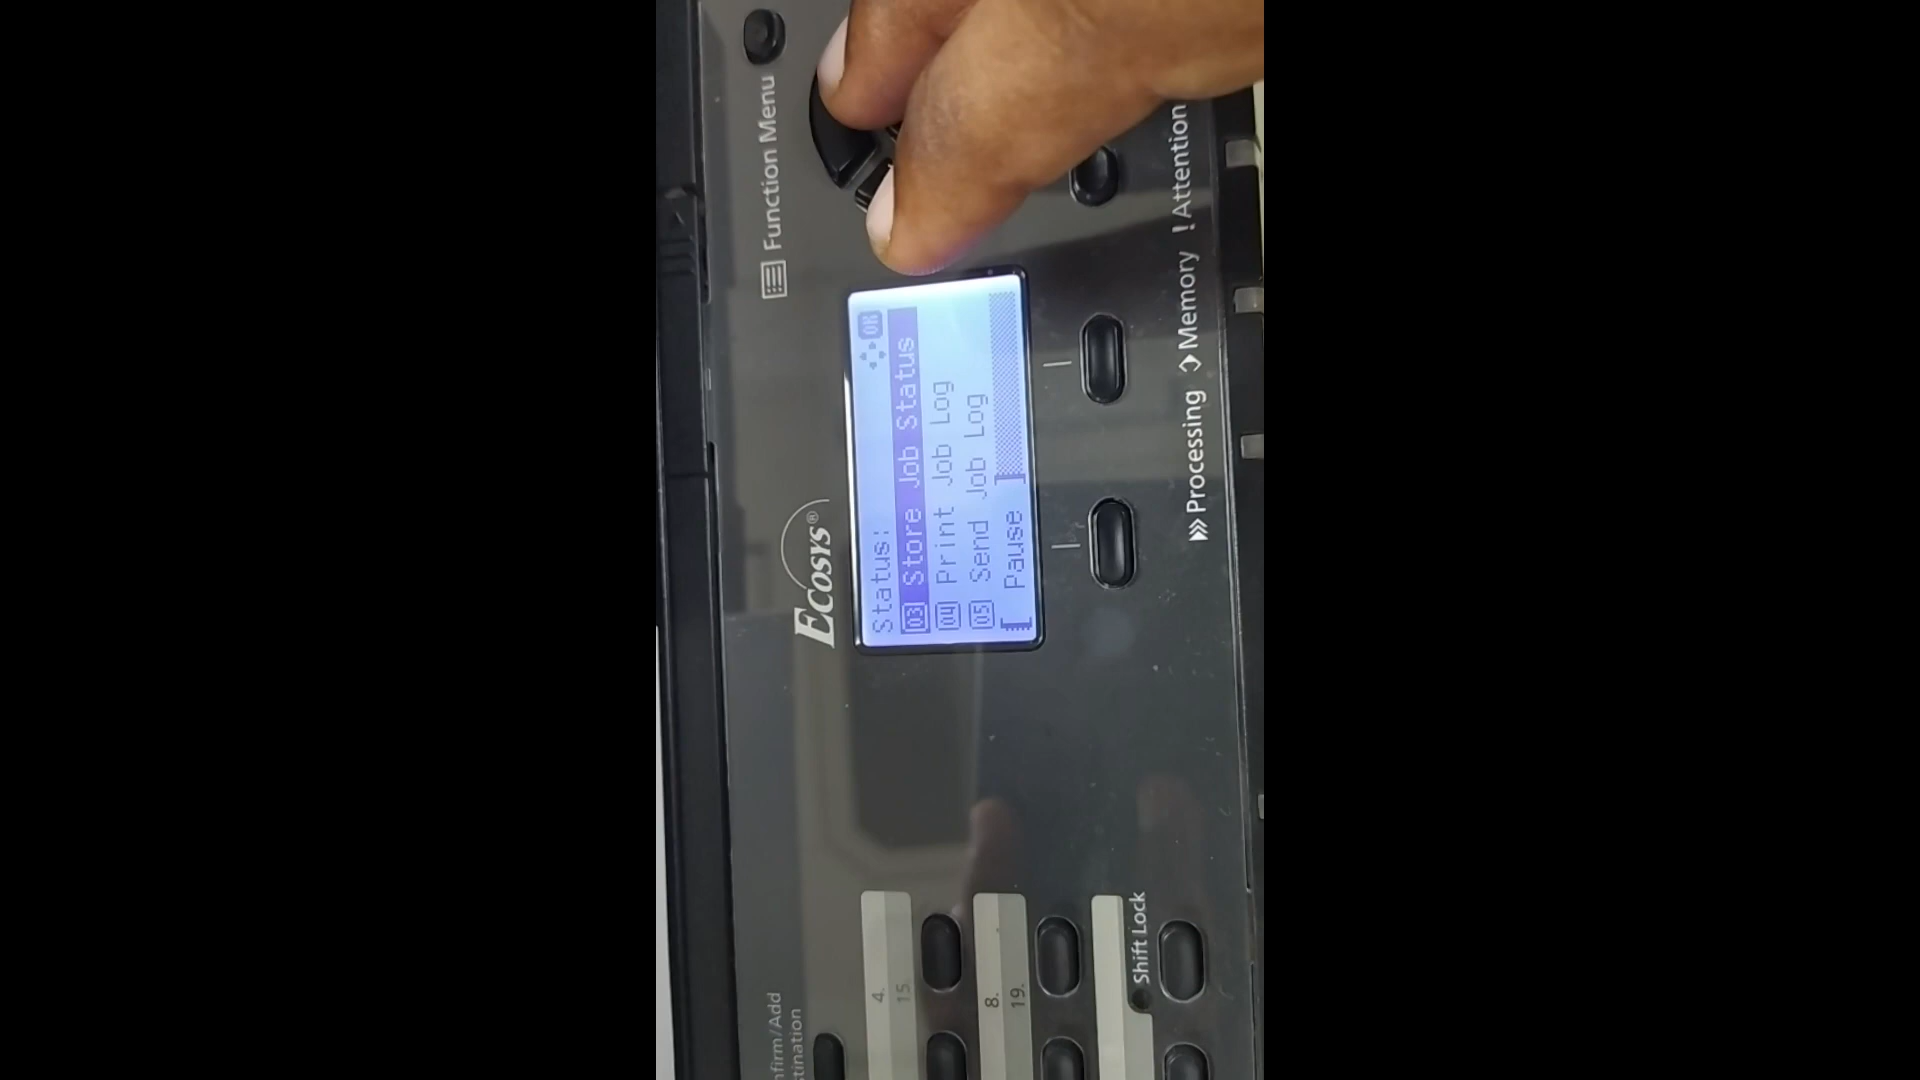 Function Menu
ECOSYS®
Status: OK
03 Store Job Status
04 Print Job Log
05 Send Job Log
[ Pause ]
Processing Memory Attention
4.
15.
8.
19.
Shift Lock